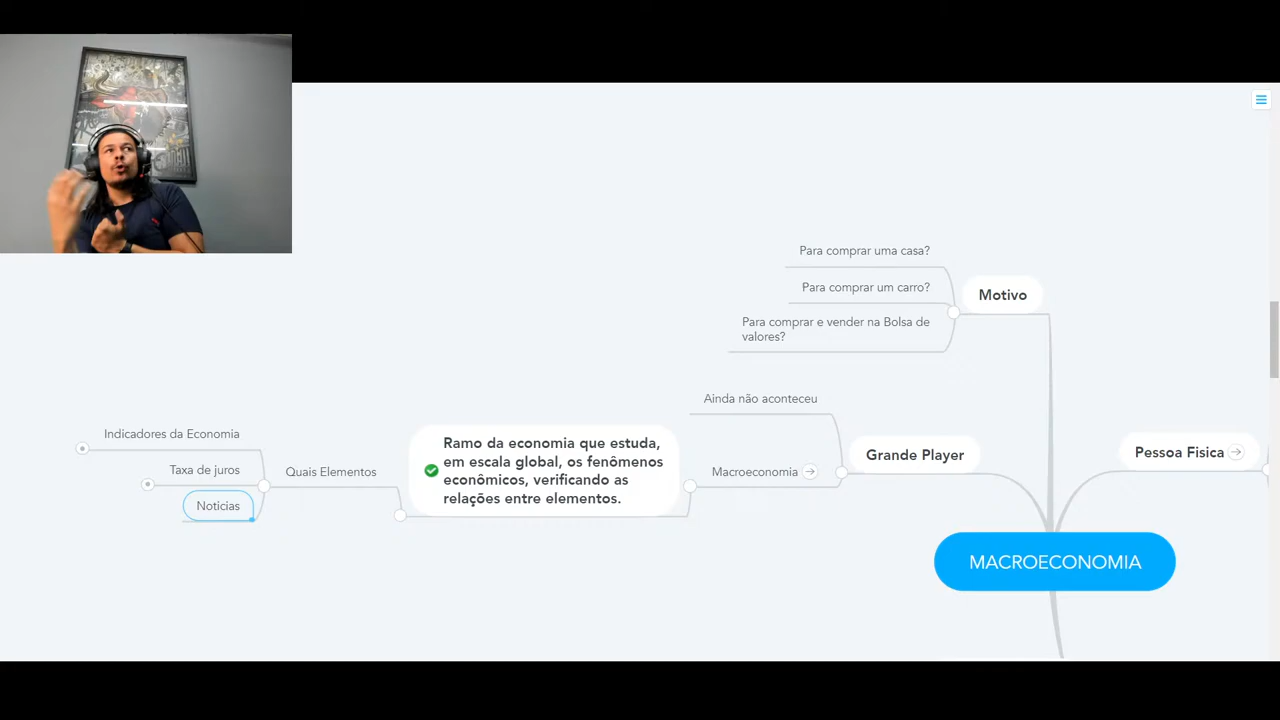 Para comprar uma casa?
Para comprar um carro?
Motivo
Para comprar e vender na Bolsa de
valores?
Ainda não aconteceu
Indicadores da Economia
Ramo da economia que estuda,
em escala global, os fenômenos
econômicos, verificando as
relações entre elementos.
Grande Player
Pessoa Fisica
Taxa de juros
Quais Elementos
Macroeconomia
Noticias
MACROECONOMIA